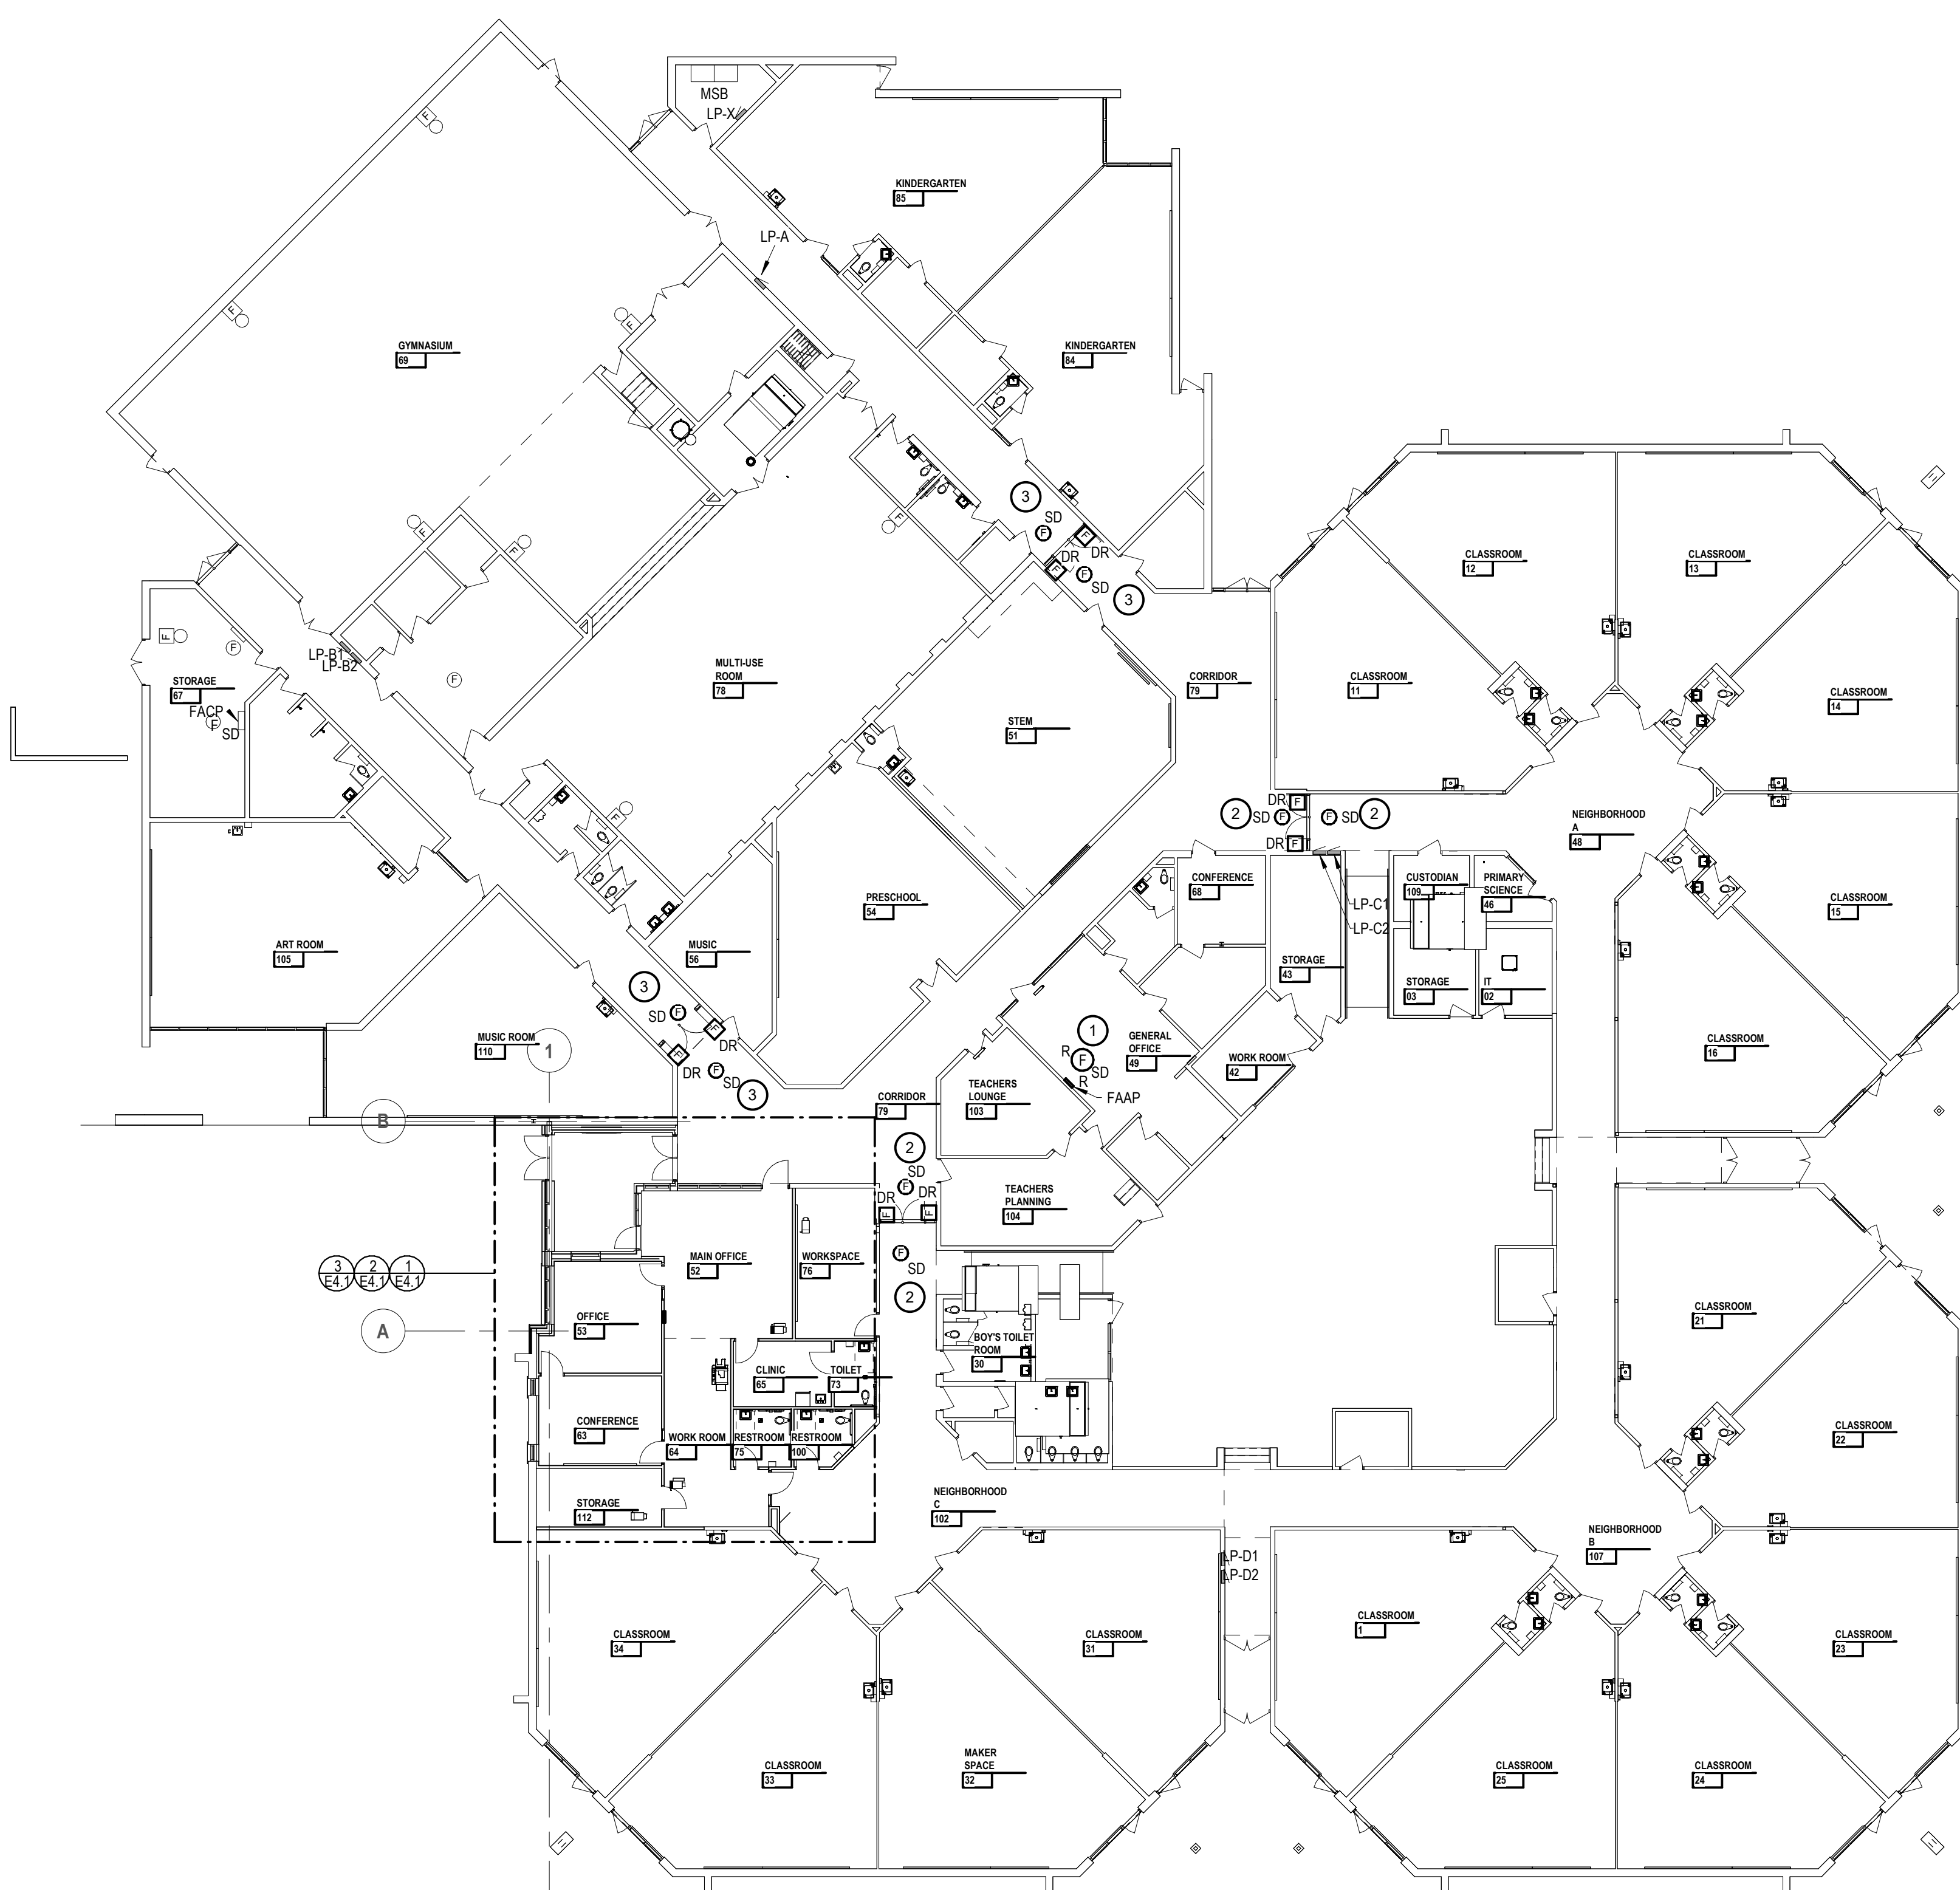 MSB
LP-X
KINDERGARTEN
85
LP-A
GYMNASIUM
69
KINDERGARTEN
84
F
F
F
3
SD
F
DR
DR
F
SD
3
F
F
F
CLASSROOM
12
CLASSROOM
13
F
F
LP-B1
LP-B2
F
STORAGE
67
FACP
F
SD
MULTI-USE
ROOM
78
CORRIDOR
79
CLASSROOM
11
CLASSROOM
14
STEM
51
F
DR
F
2
SD
F
F
SD
2
DR
F
NEIGHBORHOOD
A
48
CONFERENCE
68
CUSTODIAN
109
PRIMARY
SCIENCE
46
LP-C1
LP-C2
PRESCHOOL
54
CLASSROOM
15
ART ROOM
105
MUSIC
56
STORAGE
43
STORAGE
03
IT
02
3
SD
F
F
DR
F
DR
F
SD
3
MUSIC ROOM
110
1
1
R
F
SD
R
FAAP
GENERAL
OFFICE
49
WORK ROOM
42
CLASSROOM
16
TEACHERS
LOUNGE
103
CORRIDOR
79
B
2
SD
F
DR
DR
F
F
F
SD
2
TEACHERS
PLANNING
104
MAIN OFFICE
52
WORKSPACE
76
3
E4.1
2
E4.1
1
E4.1
A
OFFICE
53
BOY'S TOILET
ROOM
30
CLASSROOM
21
CLINIC
65
TOILET
73
CONFERENCE
63
WORK ROOM
64
RESTROOM
75
RESTROOM
100
CLASSROOM
22
STORAGE
112
NEIGHBORHOOD
C
102
NEIGHBORHOOD
B
107
LP-D1
LP-D2
CLASSROOM
34
CLASSROOM
31
CLASSROOM
1
CLASSROOM
23
CLASSROOM
33
MAKER
SPACE
32
CLASSROOM
25
CLASSROOM
24